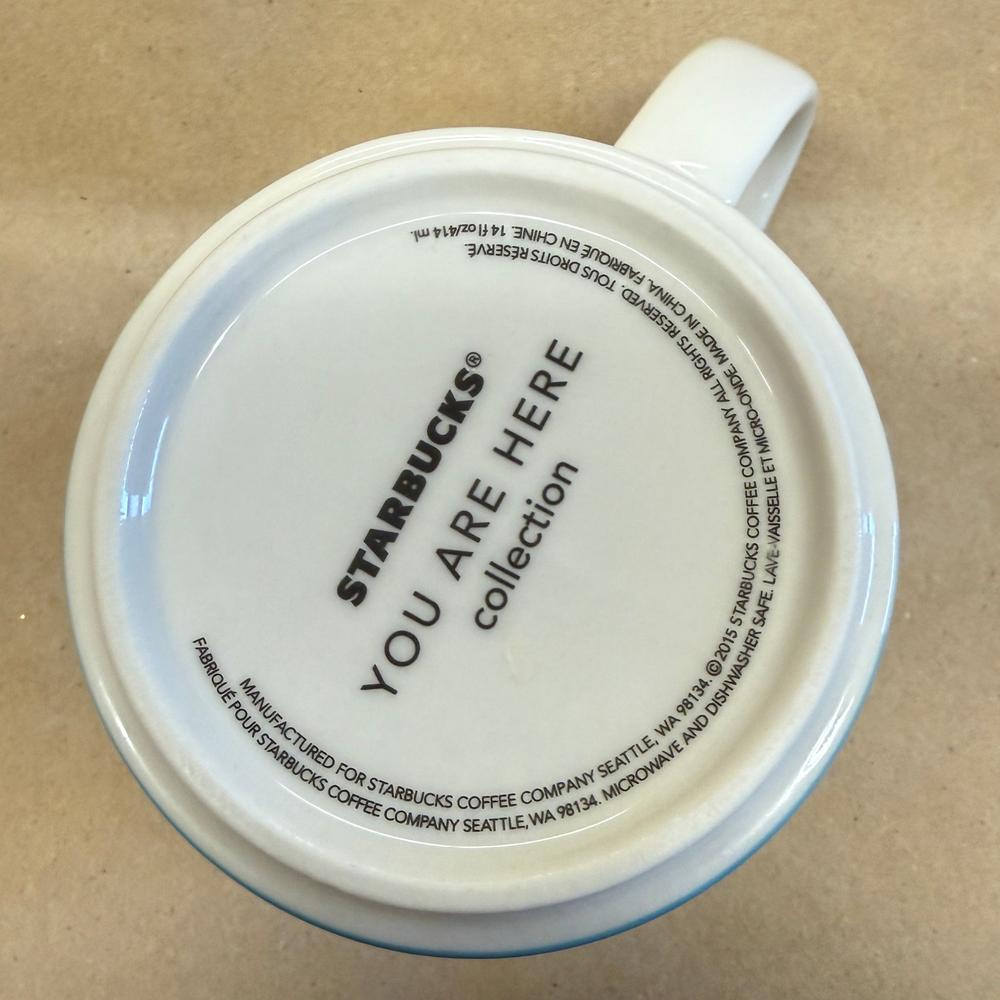 STARBUCKS®
YOU ARE HERE
collection
MANUFACTURED FOR STARBUCKS COFFEE COMPANY SEATTLE, WA 98134. ©2015 STARBUCKS COFFEE COMPANY ALL RIGHTS RESERVED. TOUS DROITS RÉSERVÉ.
FABRIQUÉ POUR STARBUCKS COFFEE COMPANY SEATTLE, WA 98134. MICROWAVE AND DISHWASHER SAFE. LAVE-VAISSELLE ET MICRO-ONDE. MADE IN CHINA. FABRIQUÉ EN CHINE. 14 fl oz/414 ml.